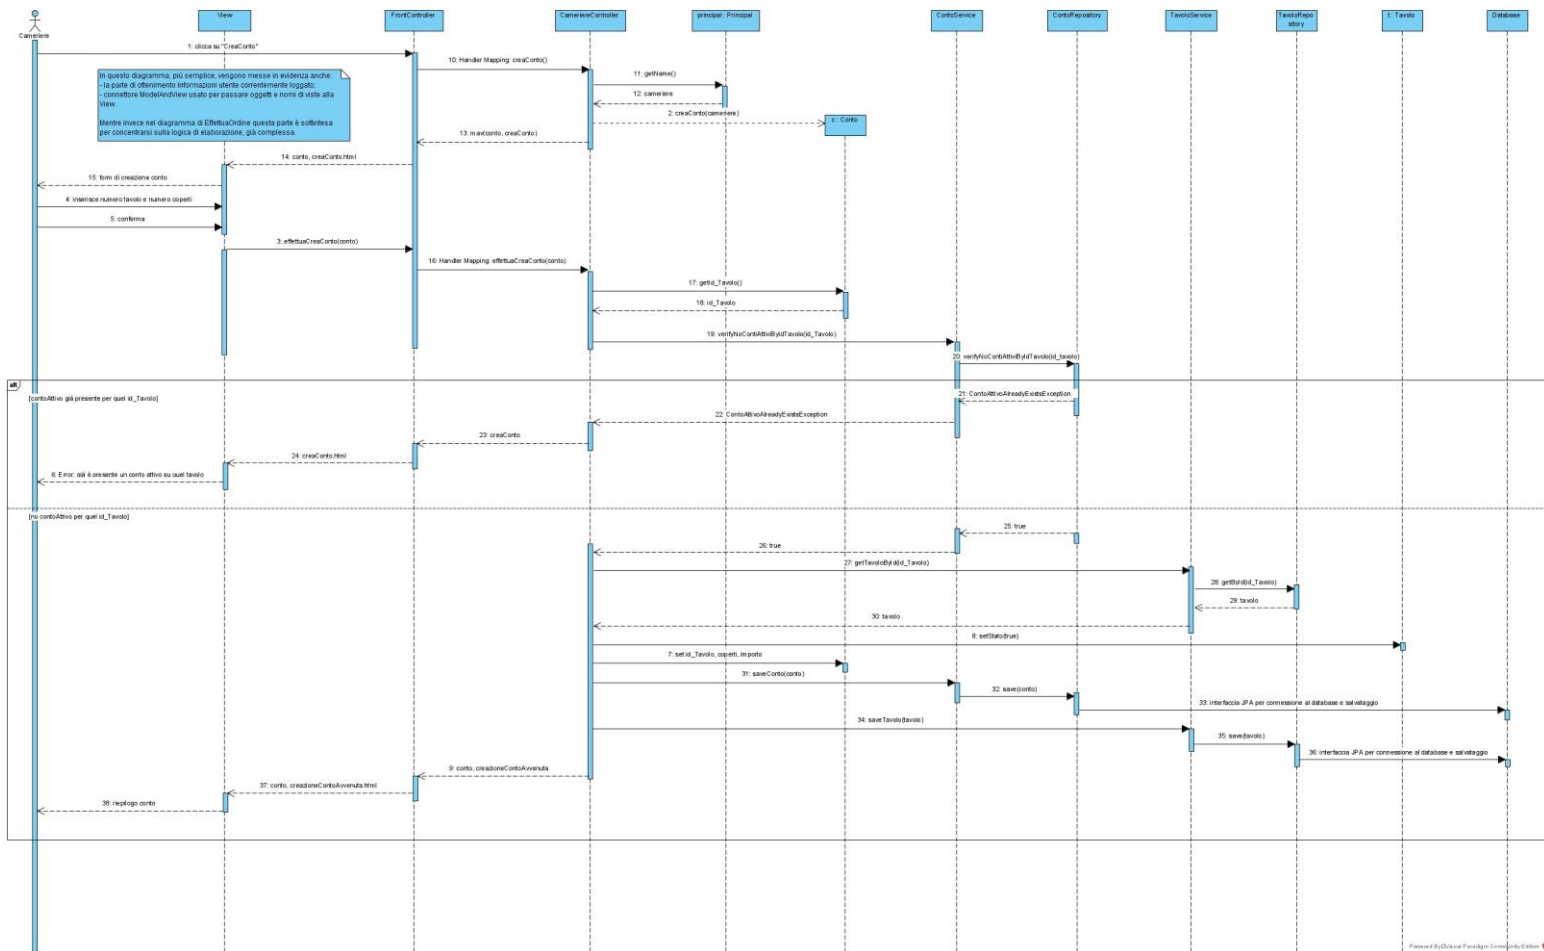 View
FrontController
CameriereController
principal : Principal
ContoService
ContoRepository
TavoloService
TavoloRepo
sitory
t : Tavolo
Database
Cameriere
1: clicca su "CreaConto"
10: Handler Mapping: creaConto()
In questo diagramma, più semplice, vengono messe in evidenza anche:
- la parte di ottenimento informazioni utente correntemente loggato;
- connettore ModelAndView usato per passare oggetti e nomi di viste alla
View.
Mentre invece nel diagramma di EffettuaOrdine questa parte è sottintesa
per concentrarsi sulla logica di elaborazione, già complessa.
11: getName()
12: cameriere
2: creaConto(cameriere)
c : Conto
13: mav(conto, creaConto)
14: conto, creaConto.html
15: form di creazione conto
4: inserisce numero tavolo e numero coperti
5: conferma
3: effettuaCreaConto(conto)
16: Handler Mapping: effettuaCreaConto(conto)
17: getId_Tavolo()
18: id_Tavolo
19: verifyNoContiAttiviByIdTavolo(id_Tavolo)
20: verifyNoContiAttiviByIdTavolo(id_tavolo)
alt
[contoAttivo già presente per quel id_Tavolo]
21: ContoAttivoAlreadyExistsException
22: ContoAttivoAlreadyExistsException
23: creaConto
24: creaConto.html
6: Error: già è presente un conto attivo su quel tavolo
[no contoAttivo per quel id_Tavolo]
25: true
26: true
27: getTavoloById(id_Tavolo)
28: getById(id_Tavolo)
29: tavolo
30: tavolo
8: setStato(true)
7: set id_Tavolo, coperti, importo
31: saveConto(conto)
32: save(conto)
33: interfaccia JPA per connessione al database e salvataggio
34: saveTavolo(tavolo)
35: save(tavolo)
36: interfaccia JPA per connessione al database e salvataggio
9: conto, creazioneContoAvvenuta
37: conto, creazioneContoAvvenuta.html
38: riepilogo conto
Powered By Visual Paradigm Community Edition